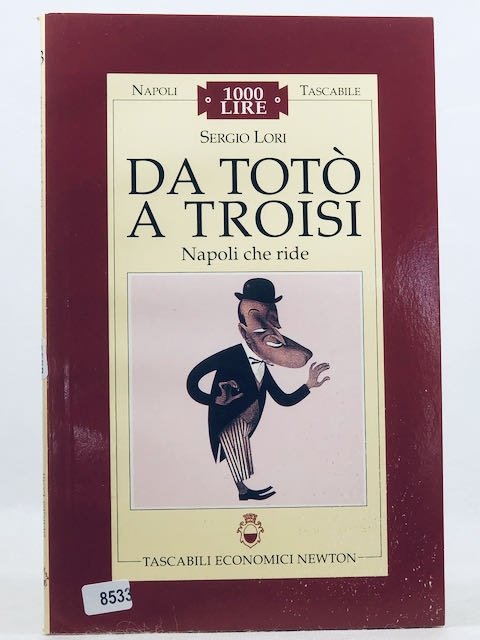 NAPOLI
1000
LIRE
TASCABILE
SERGIO LORI
DA TOTÒ
A TROISI
Napoli che ride
TASCABILI ECONOMICI NEWTON
8533